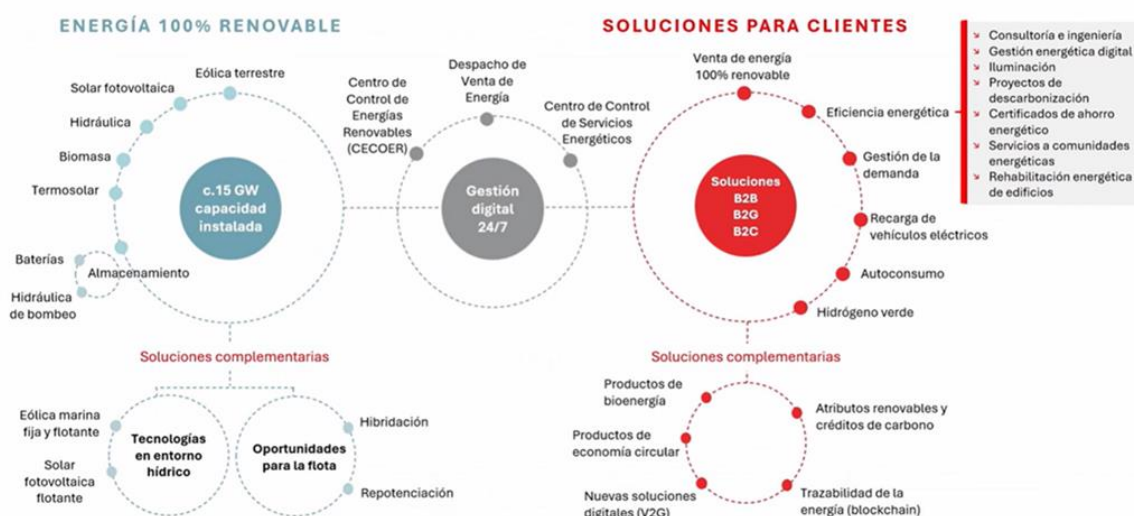 ENERGÍA 100% RENOVABLE
Eólica terrestre
Solar fotovoltaica
Hidráulica
Biomasa
Termosolar
Baterías
Almacenamiento
Hidráulica
de bombeo
c.15 GW
capacidad
instalada
Soluciones complementarias
Eólica marina
fija y flotante
Solar
fotovoltaica
flotante
Tecnologías
en entorno
hídrico
Oportunidades
para la flota
Hibridación
Repotenciación
Centro de
Control de
Energías
Renovables
(CECOER)
Despacho de
Venta de
Energía
Centro de Control
de Servicios
Energéticos
Gestión
digital
24/7
SOLUCIONES PARA CLIENTES
Venta de energía
100% renovable
Eficiencia energética
Consultoría e ingeniería
Gestión energética digital
Iluminación
Proyectos de
descarbonización
Certificados de ahorro
energético
Servicios a comunidades
energéticas
Rehabilitación energética
de edificios
Gestión de la
demanda
Recarga de
vehículos eléctricos
Autoconsumo
Hidrógeno verde
Soluciones
B2B
B2G
B2C
Soluciones complementarias
Productos de
bioenergía
Productos de
economía circular
Nuevas soluciones
digitales (V2G)
Atributos renovables y
créditos de carbono
Trazabilidad de la
energía (blockchain)